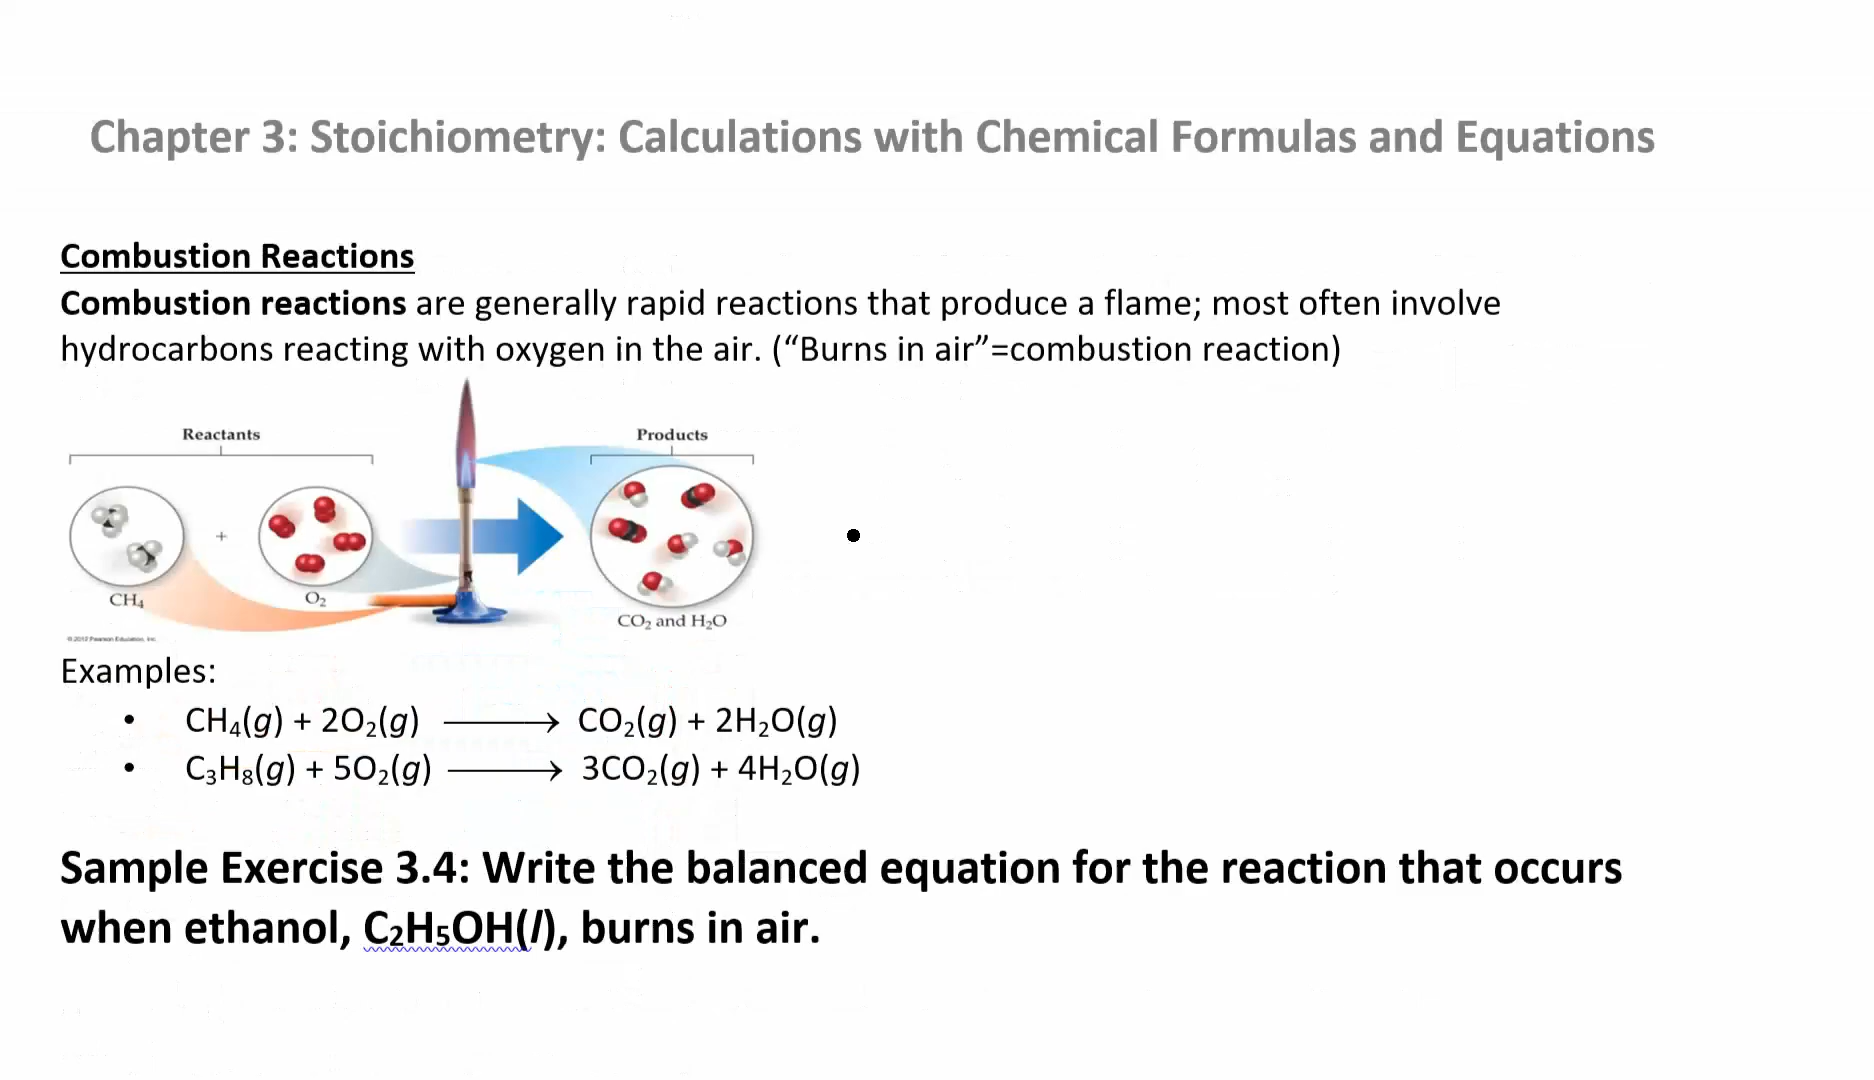 Chapter 3: Stoichiometry: Calculations with Chemical Formulas and Equations
Combustion Reactions
Combustion reactions are generally rapid reactions that produce a flame; most often involve
hydrocarbons reacting with oxygen in the air. (“Burns in air”=combustion reaction)
Reactants
Products
+
CH₄
O₂
CO₂ and H₂O
© 2012 Pearson Education, Inc.
Examples:
• CH₄(g) + 2O₂(g) ⟶ CO₂(g) + 2H₂O(g)
• C₃H₈(g) + 5O₂(g) ⟶ 3CO₂(g) + 4H₂O(g)
Sample Exercise 3.4: Write the balanced equation for the reaction that occurs
when ethanol, C₂H₅OH(l), burns in air.